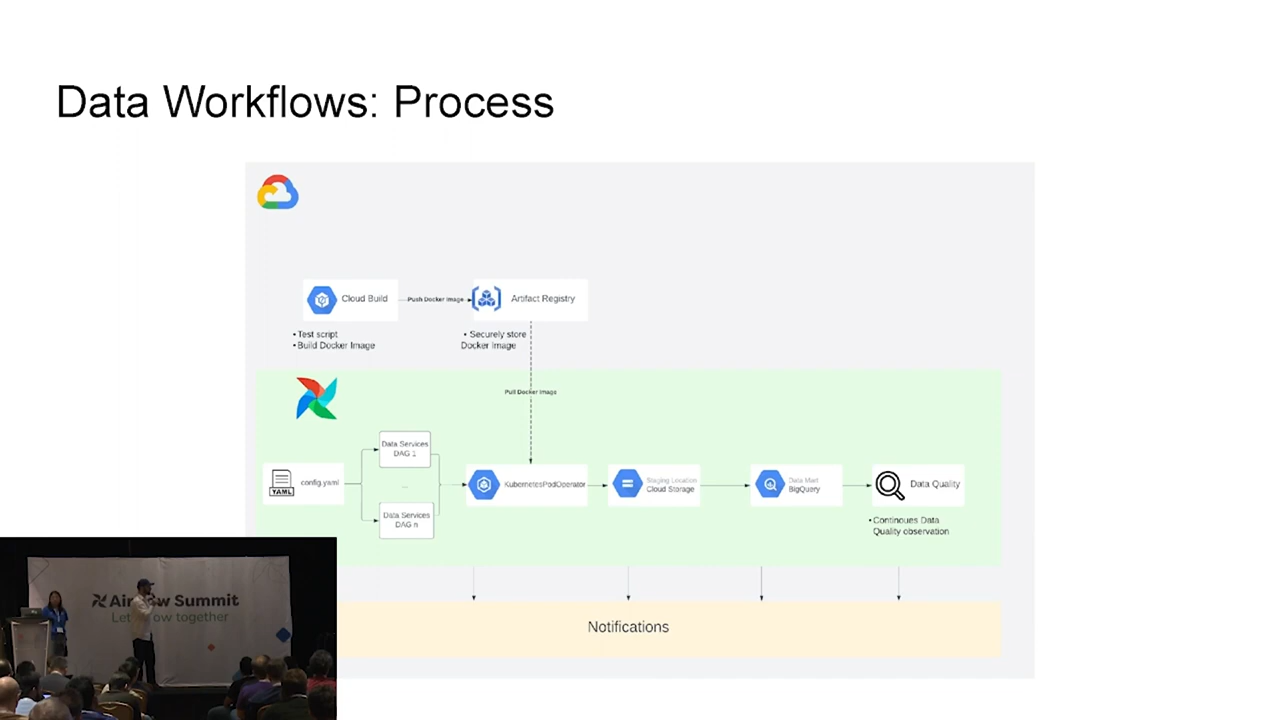 Data Workflows: Process
Cloud Build
Push Docker Image
Artifact Registry
• Test script
• Build Docker Image
• Securely store
Docker Image
Pull Docker Image
YAML
config.yaml
Data Services
DAG 1
...
Data Services
DAG n
KubernetesPodOperator
Staging Location
Cloud Storage
Data Mart
BigQuery
Data Quality
• Continoues Data
Quality observation
Notifications
Airflow Summit
Let's flow together